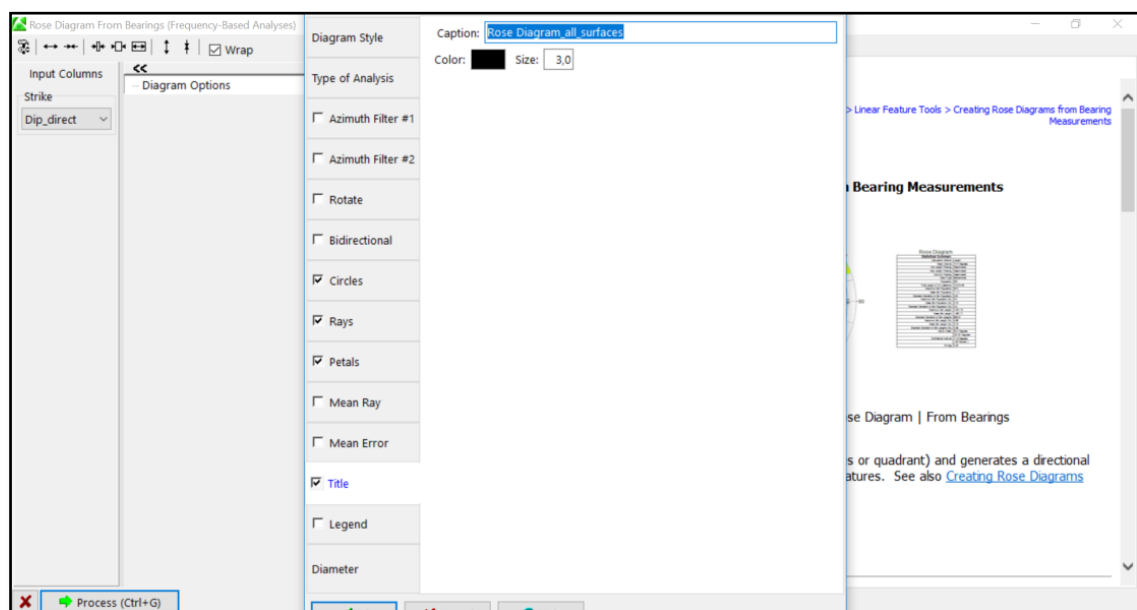 Rose Diagram From Bearings (Frequency-Based Analyses)
Wrap
Input Columns
Strike
Dip_direct
<<
Diagram Options
Diagram Style
Type of Analysis
Azimuth Filter #1
Azimuth Filter #2
Rotate
Bidirectional
Circles
Rays
Petals
Mean Ray
Mean Error
Title
Legend
Diameter
Caption: Rose Diagram_all_surfaces
Color: Size: 3,0
> Linear Feature Tools > Creating Rose Diagrams from Bearing
Measurements
Bearing Measurements
Rose Diagram
se Diagram | From Bearings
s or quadrant) and generates a directional
atures. See also Creating Rose Diagrams
Process (Ctrl+G)